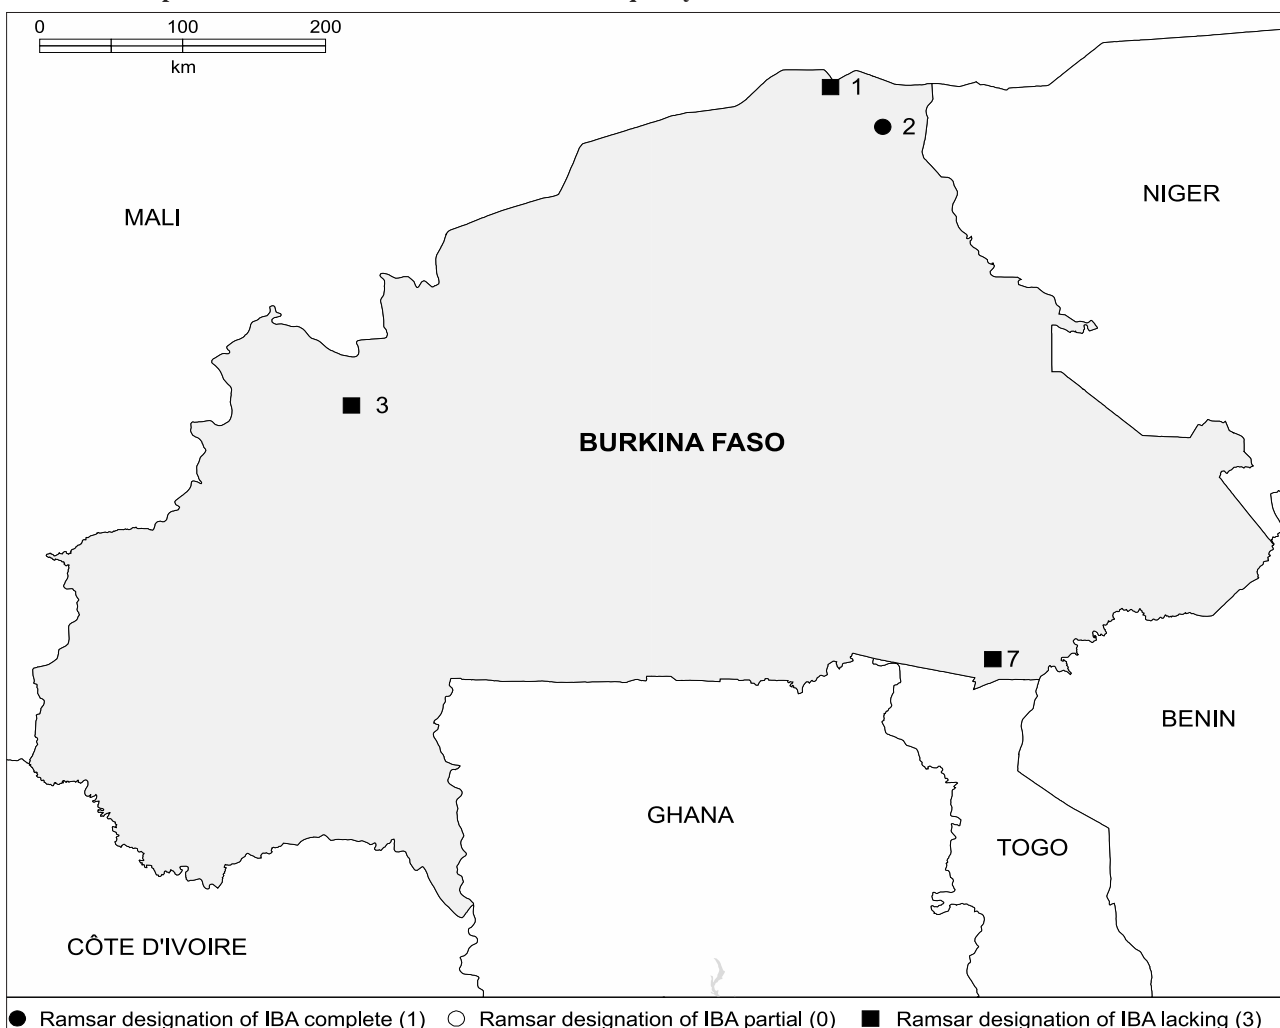 0 100 200
km
1
2
MALI
NIGER
3
BURKINA FASO
7
BENIN
GHANA
TOGO
CÔTE D'IVOIRE
Ramsar designation of IBA complete (1) Ramsar designation of IBA partial (0) Ramsar designation of IBA lacking (3)